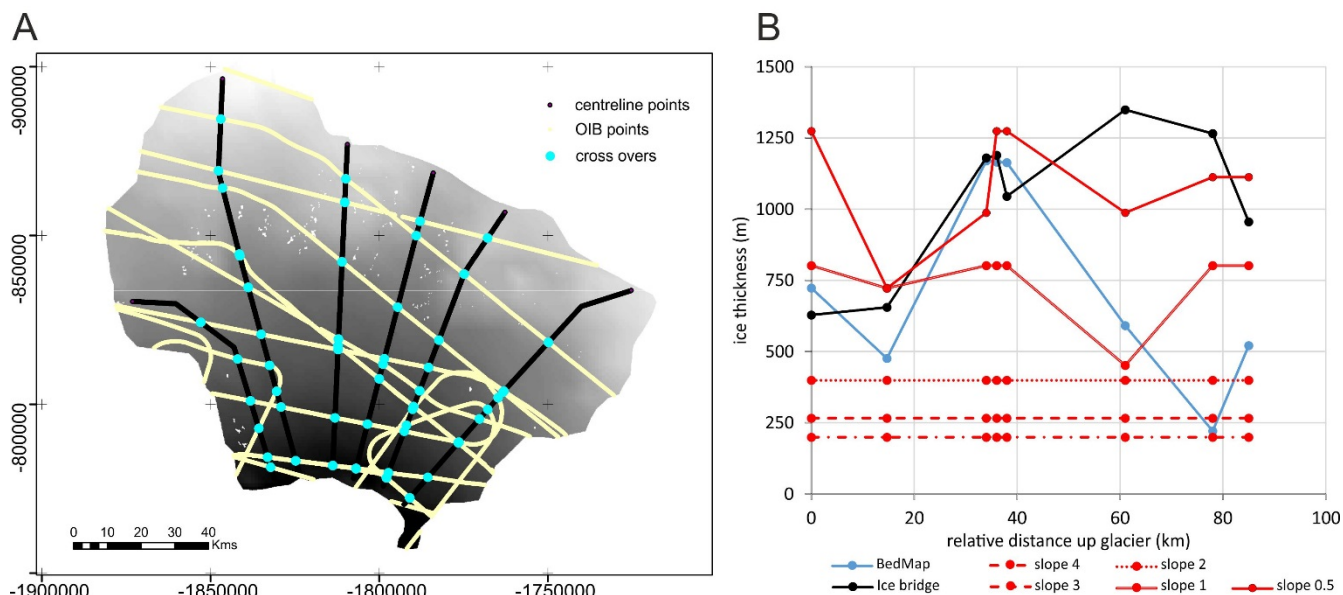 A
-900000
-850000
-800000
-1900000
-1850000
-1800000
-1750000
centreline points
OIB points
cross overs
0 10 20 30 40
Kms
B
1500
1250
1000
750
500
250
0
ice thickness (m)
0 20 40 60 80 100
relative distance up glacier (km)
BedMap slope 4 slope 2
Ice bridge slope 3 slope 1 slope 0.5